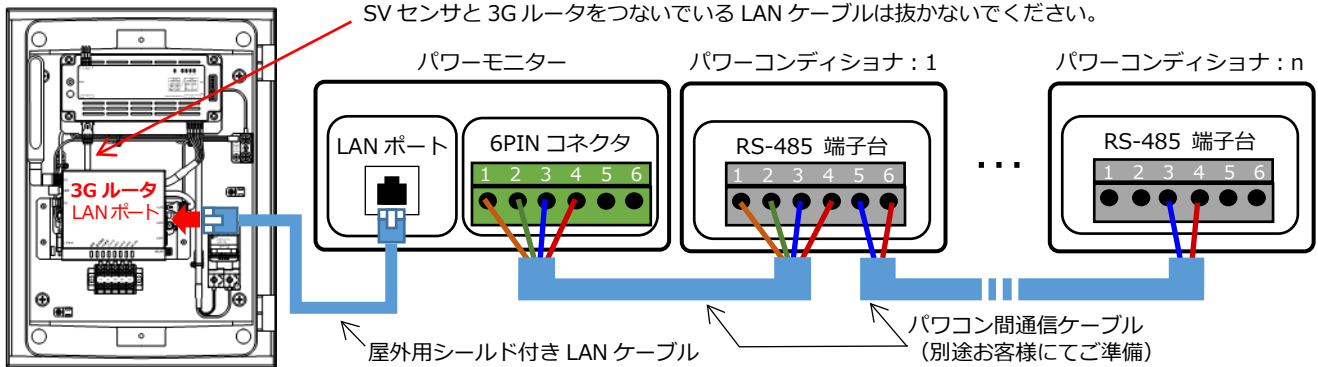 SV センサと 3G ルータをつないでいる LAN ケーブルは抜かないでください。
パワーモニター
パワーコンディショナ：1
パワーコンディショナ：n
LAN ポート
6PIN コネクタ
RS-485 端子台
...
RS-485 端子台
1 2 3 4 5 6
1 2 3 4 5 6
1 2 3 4 5 6
3G ルータ
LAN ポート
屋外用シールド付き LAN ケーブル
パワコン間通信ケーブル
（別途お客様にてご準備）